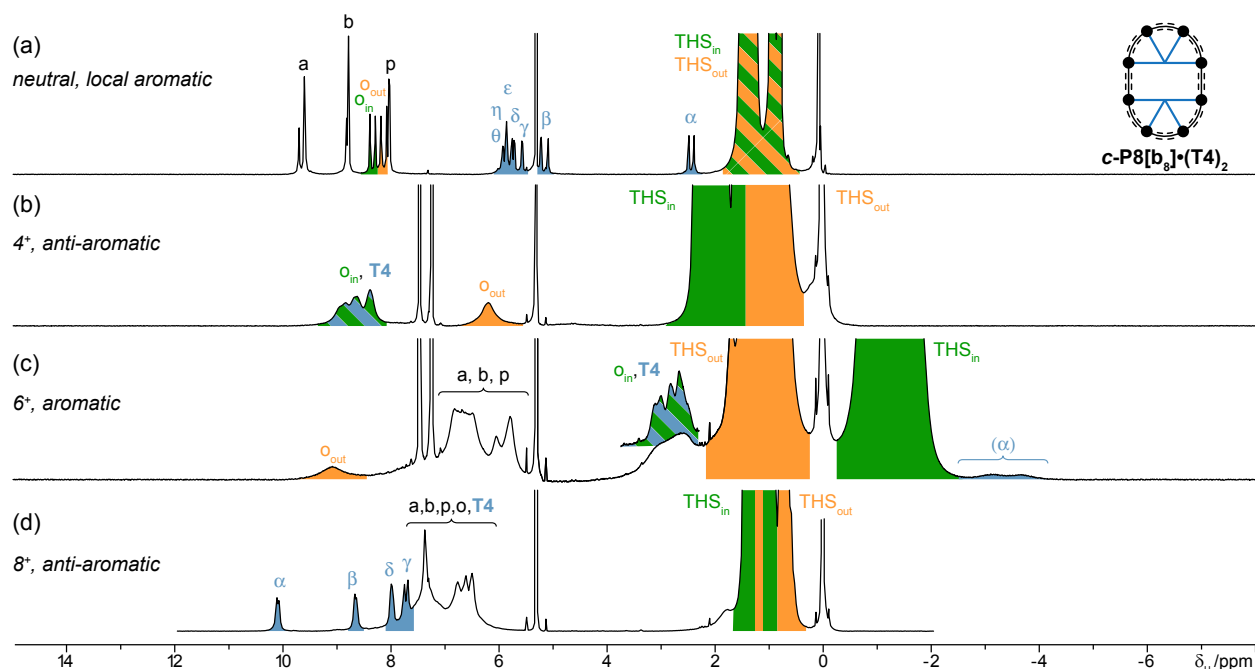 (a)
neutral, local aromatic
a
b
o_in
o_out
p
θ
η
ε
δ
γ
β
α
THS_in
THS_out
c-P8[b_8]•(T4)_2
(b)
4⁺, anti-aromatic
o_in, T4
o_out
THS_in
THS_out
(c)
6⁺, aromatic
o_out
a, b, p
o_in,T4
THS_out
THS_in
(α)
(d)
8⁺, anti-aromatic
α
β
δ
γ
a,b,p,o,T4
THS_in
THS_out
14 12 10 8 6 4 2 0 -2 -4 -6 δ_H/ppm